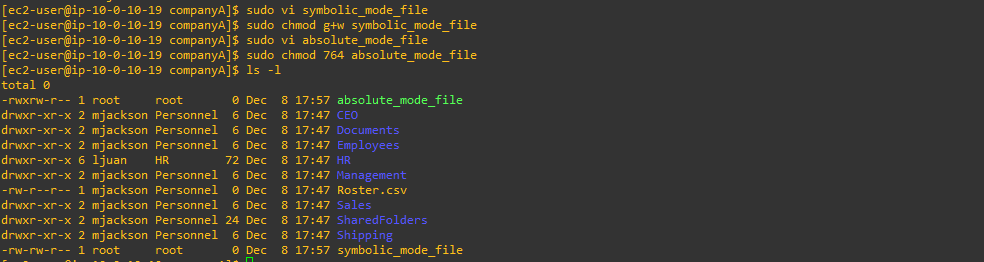 [ec2-user@ip-10-0-10-19 companyA]$ sudo vi symbolic_mode_file
[ec2-user@ip-10-0-10-19 companyA]$ sudo chmod g+w symbolic_mode_file
[ec2-user@ip-10-0-10-19 companyA]$ sudo vi absolute_mode_file
[ec2-user@ip-10-0-10-19 companyA]$ sudo chmod 764 absolute_mode_file
[ec2-user@ip-10-0-10-19 companyA]$ ls -l
total 0
-rwxrw-r-- 1 root     root       0 Dec  8 17:57 absolute_mode_file
drwxr-xr-x 2 mjackson Personnel  6 Dec  8 17:47 CEO
drwxr-xr-x 2 mjackson Personnel  6 Dec  8 17:47 Documents
drwxr-xr-x 2 mjackson Personnel  6 Dec  8 17:47 Employees
drwxr-xr-x 6 ljuan    HR        72 Dec  8 17:47 HR
drwxr-xr-x 2 mjackson Personnel  6 Dec  8 17:47 Management
-rw-r--r-- 1 mjackson Personnel  0 Dec  8 17:47 Roster.csv
drwxr-xr-x 2 mjackson Personnel  6 Dec  8 17:47 Sales
drwxr-xr-x 2 mjackson Personnel 24 Dec  8 17:47 SharedFolders
drwxr-xr-x 2 mjackson Personnel  6 Dec  8 17:47 Shipping
-rw-rw-r-- 1 root     root       0 Dec  8 17:57 symbolic_mode_file